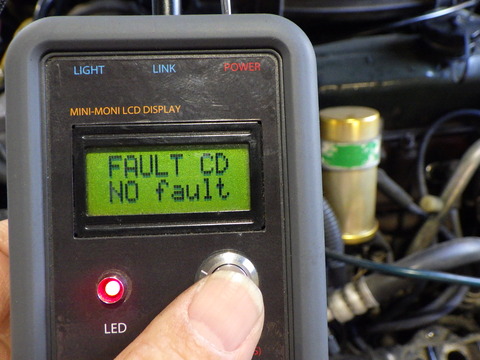 LIGHT LINK POWER
MINI-MONI LCD DISPLAY
FAULT CD
NO fault
LED